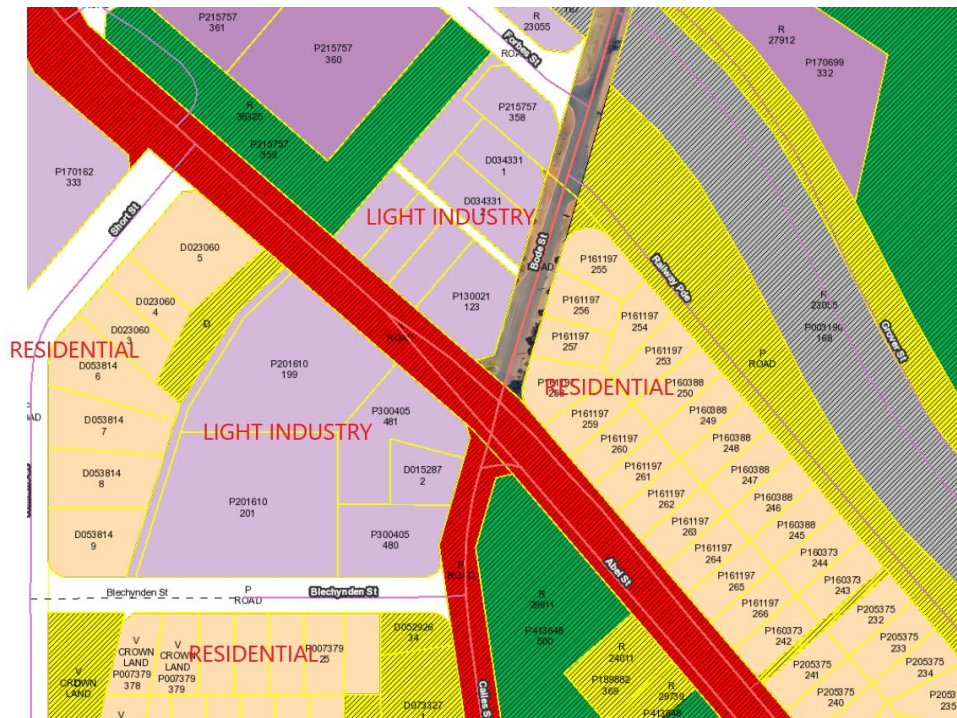 ROAD
P215757
361
P215757
360
R
23055
167
Forbes St
ROAD
R
27912
P170699
332
R
36325
P215757
359
P215757
358
P170162
333
D034331
1
D034331
LIGHT INDUSTRY
Short St
D023060
5
Bode St
ROAD
P161197
255
Railway Pde
P130021
123
D023060
4
P161197
256
P161197
254
R
P003196
168
Grover St
D023060
3
RESIDENTIAL
ROAD
P161197
257
P161197
253
P
ROAD
D053814
6
P201610
199
RESIDENTIAL
P160388
250
D053814
7
P300405
481
P161197
259
P160388
249
LIGHT INDUSTRY
P161197
260
P160388
248
D053814
8
D015287
2
P161197
261
P160388
247
P201610
201
P161197
262
P160388
246
D053814
9
P300405
480
P161197
263
P160388
245
P161197
264
P160373
244
Abel St
P
ROAD
P161197
265
P160373
243
Blechynden St
P
ROAD
Blechynden St
R
29811
P161197
266
P205375
232
P413648
500
P160373
242
P205375
233
D052926
34
V
CROWN
LAND
P007379
378
V
CROWN
LAND
P007379
379
RESIDENTIAL
P007379
25
R
24011
P205375
241
P205375
234
V
CROWN
LAND
P189882
369
R
29739
P205375
240
235
Calles S
D073327
P413648
V